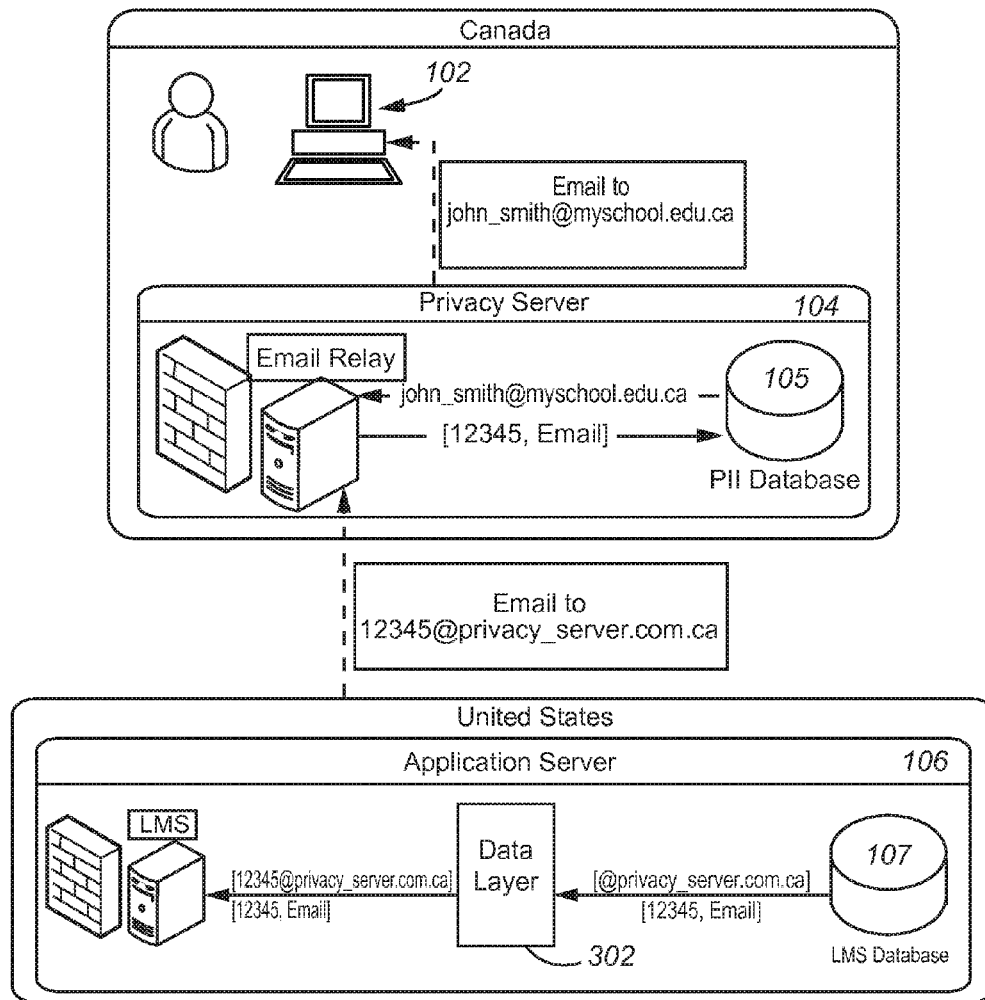 Canada
102
Email to
john_smith@myschool.edu.ca
Privacy Server 104
Email Relay
john_smith@myschool.edu.ca
105
[12345, Email]
PII Database
Email to
12345@privacy_server.com.ca
United States
Application Server 106
LMS
Data
Layer
107
[12345@privacy_server.com.ca]
[@privacy_server.com.ca]
[12345, Email]
[12345, Email]
302
LMS Database